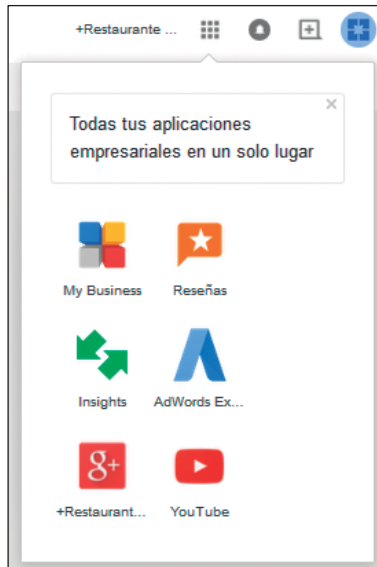 +Restaurante ...
Todas tus aplicaciones
empresariales en un solo lugar
My Business
Reseñas
Insights
AdWords Ex...
g+
+Restaurant...
YouTube